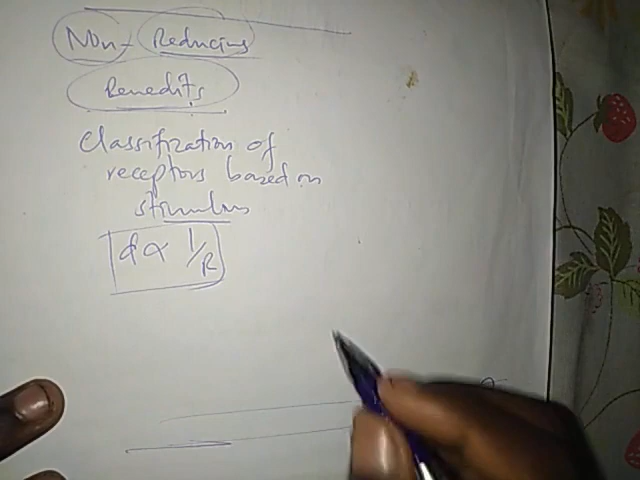 Non-Reducing
Benedits
Classification of
receptors based on
stimulus
d ∝ 1/R